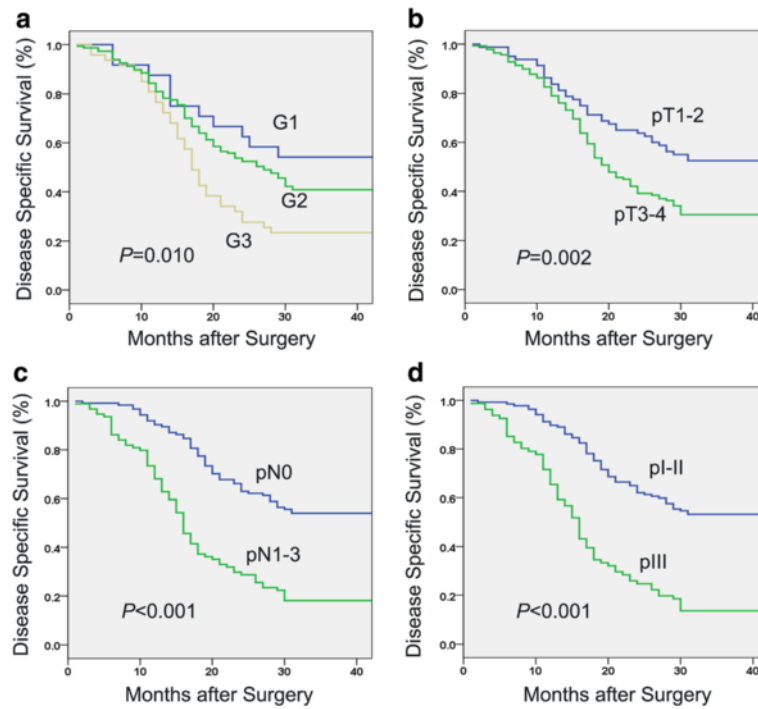 a
Disease Specific Survival (%)
1.0
0.8
0.6
0.4
0.2
0.0
G1
G2
G3
P=0.010
0 10 20 30 40
Months after Surgery
b
Disease Specific Survival (%)
1.0
0.8
0.6
0.4
0.2
0.0
pT1-2
pT3-4
P=0.002
0 10 20 30 40
Months after Surgery
c
Disease Specific Survival (%)
1.0
0.8
0.6
0.4
0.2
0.0
pN0
pN1-3
P<0.001
0 10 20 30 40
Months after Surgery
d
Disease Specific Survival (%)
1.0
0.8
0.6
0.4
0.2
0.0
pI-II
pIII
P<0.001
0 10 20 30 40
Months after Surgery